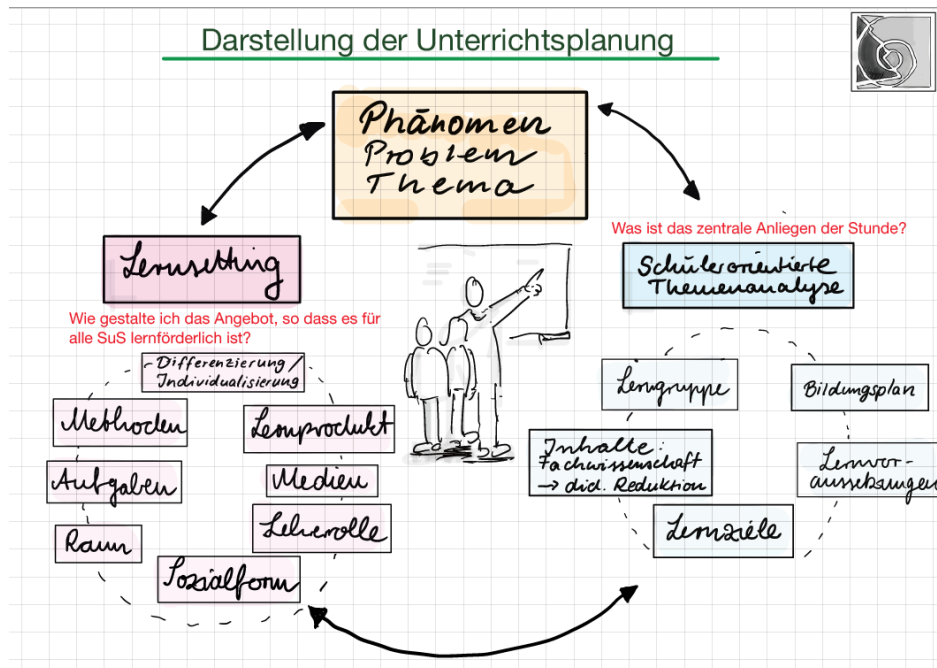 Darstellung der Unterrichtsplanung
Phänomen
Problem
Thema
Lernsetting
Wie gestalte ich das Angebot, so dass es für
alle SuS lernförderlich ist?
- Differenzierung /
Individualisierung
Methoden
Lernprodukt
Aufgaben
Medien
Raum
Lehrerrolle
Sozialform
Was ist das zentrale Anliegen der Stunde?
Schülerorientierte
Themenanalyse
Lerngruppe
Bildungsplan
Inhalte:
Fachwissenschaft
→ did. Reduktion
Lernvor-
aussetzungen
Lernziele